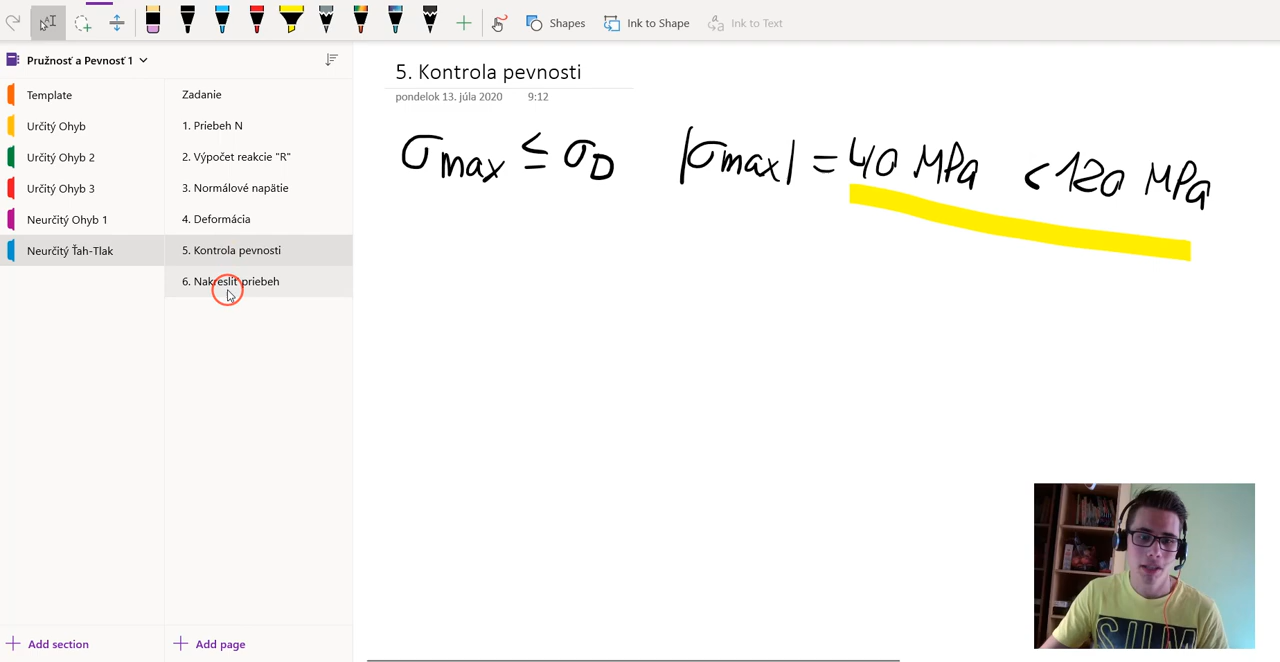 Shapes Ink to Shape Ink to Text
Pružnosť a Pevnosť 1
Template
Určitý Ohyb
Určitý Ohyb 2
Určitý Ohyb 3
Neurčitý Ohyb 1
Neurčitý Ťah-Tlak
Add section
Zadanie
1. Priebeh N
2. Výpočet reakcie "R"
3. Normálové napätie
4. Deformácia
5. Kontrola pevnosti
6. Nakresliť priebeh
Add page
5. Kontrola pevnosti
pondelok 13. júla 2020 9:12
σmax ≤ σD |σmax| = 40 MPa < 120 MPa
SUM